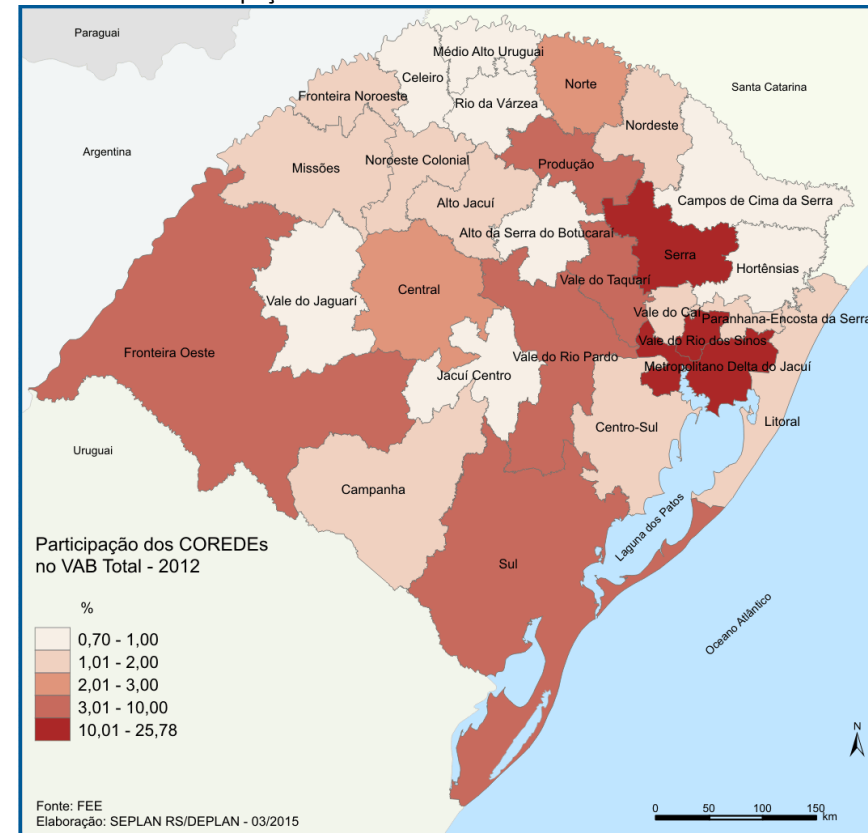 Paraguai
Médio Alto Uruguai
Celeiro
Norte
Santa Catarina
Fronteira Noroeste
Rio da Várzea
Nordeste
Argentina
Noroeste Colonial
Missões
Produção
Alto Jacuí
Campos de Cima da Serra
Alto da Serra do Botucaraí
Serra
Hortênsias
Vale do Taquarí
Central
Vale do Jaguarí
Vale do Caí
Paranhana-Encosta da Serra
Vale do Rio dos Sinos
Fronteira Oeste
Vale do Rio Pardo
Metropolitano Delta do Jacuí
Jacuí Centro
Litoral
Centro-Sul
Uruguai
Campanha
Laguna dos Patos
Sul
Oceano Atlântico
Participação dos COREDEs
no VAB Total - 2012
%
0,70 - 1,00
1,01 - 2,00
2,01 - 3,00
3,01 - 10,00
10,01 - 25,78
N
0 50 100 150
km
Fonte: FEE
Elaboração: SEPLAN RS/DEPLAN - 03/2015